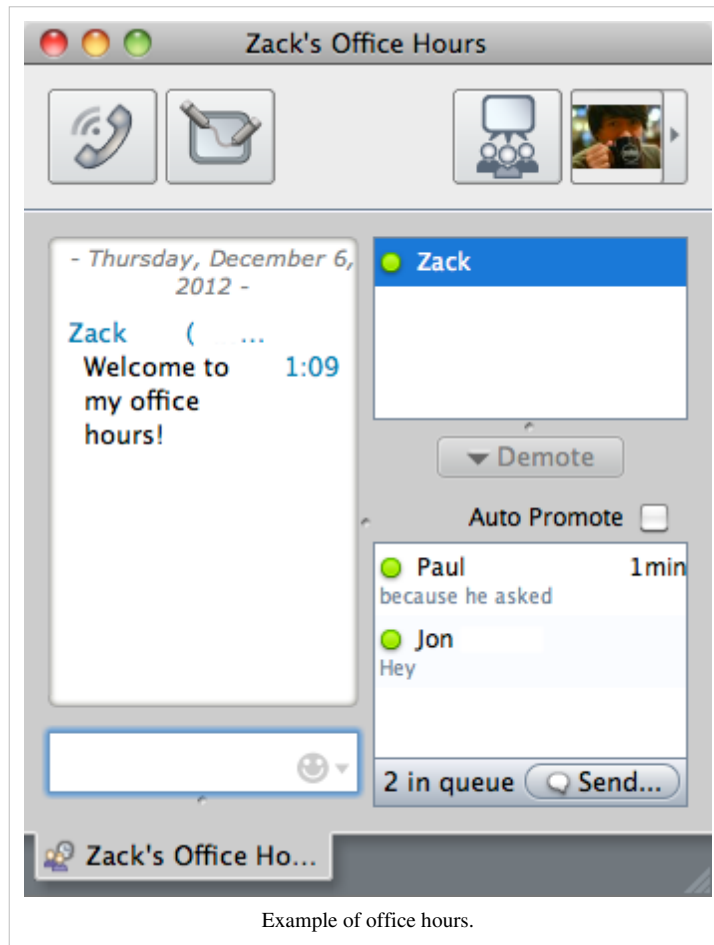 Zack's Office Hours
- Thursday, December 6,
2012 -
Zack ( ...
Welcome to 1:09
my office
hours!
Zack
Demote
Auto Promote
Paul 1min
because he asked
Jon
Hey
2 in queue Send...
Zack's Office Ho...
Example of office hours.